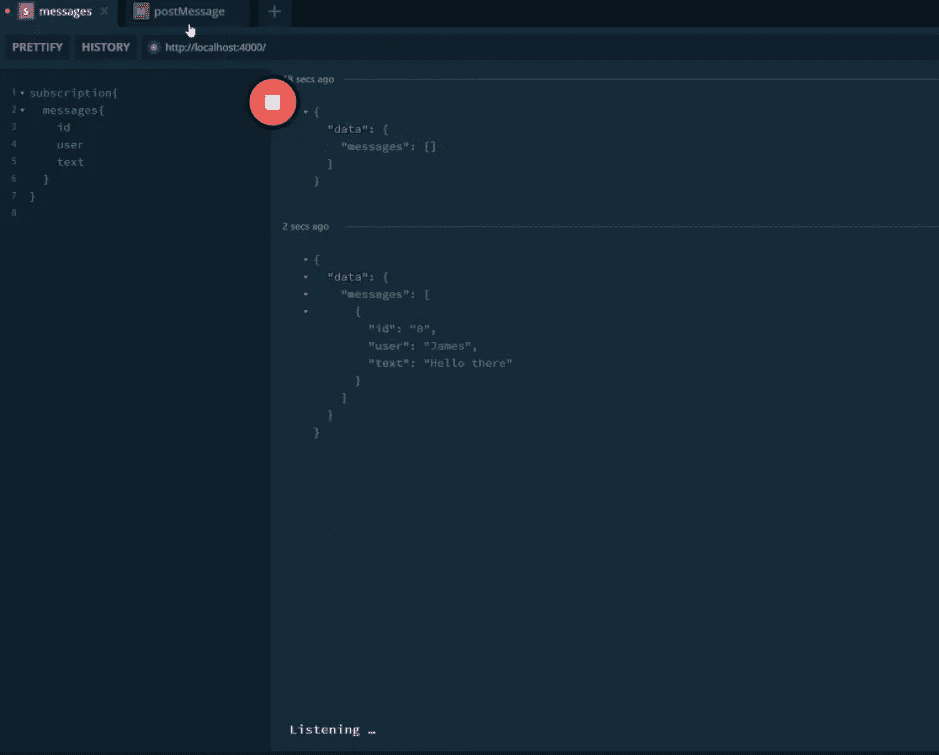 S messages × M postMessage +
PRETTIFY HISTORY http://localhost:4000/
1 subscription{
2 messages{
3 id
4 user
5 text
6 }
7 }
8
secs ago
{
"data": {
"messages": []
}
}
2 secs ago
{
"data": {
"messages": [
{
"id": "0",
"user": "James",
"text": "Hello there"
}
]
}
}
Listening …